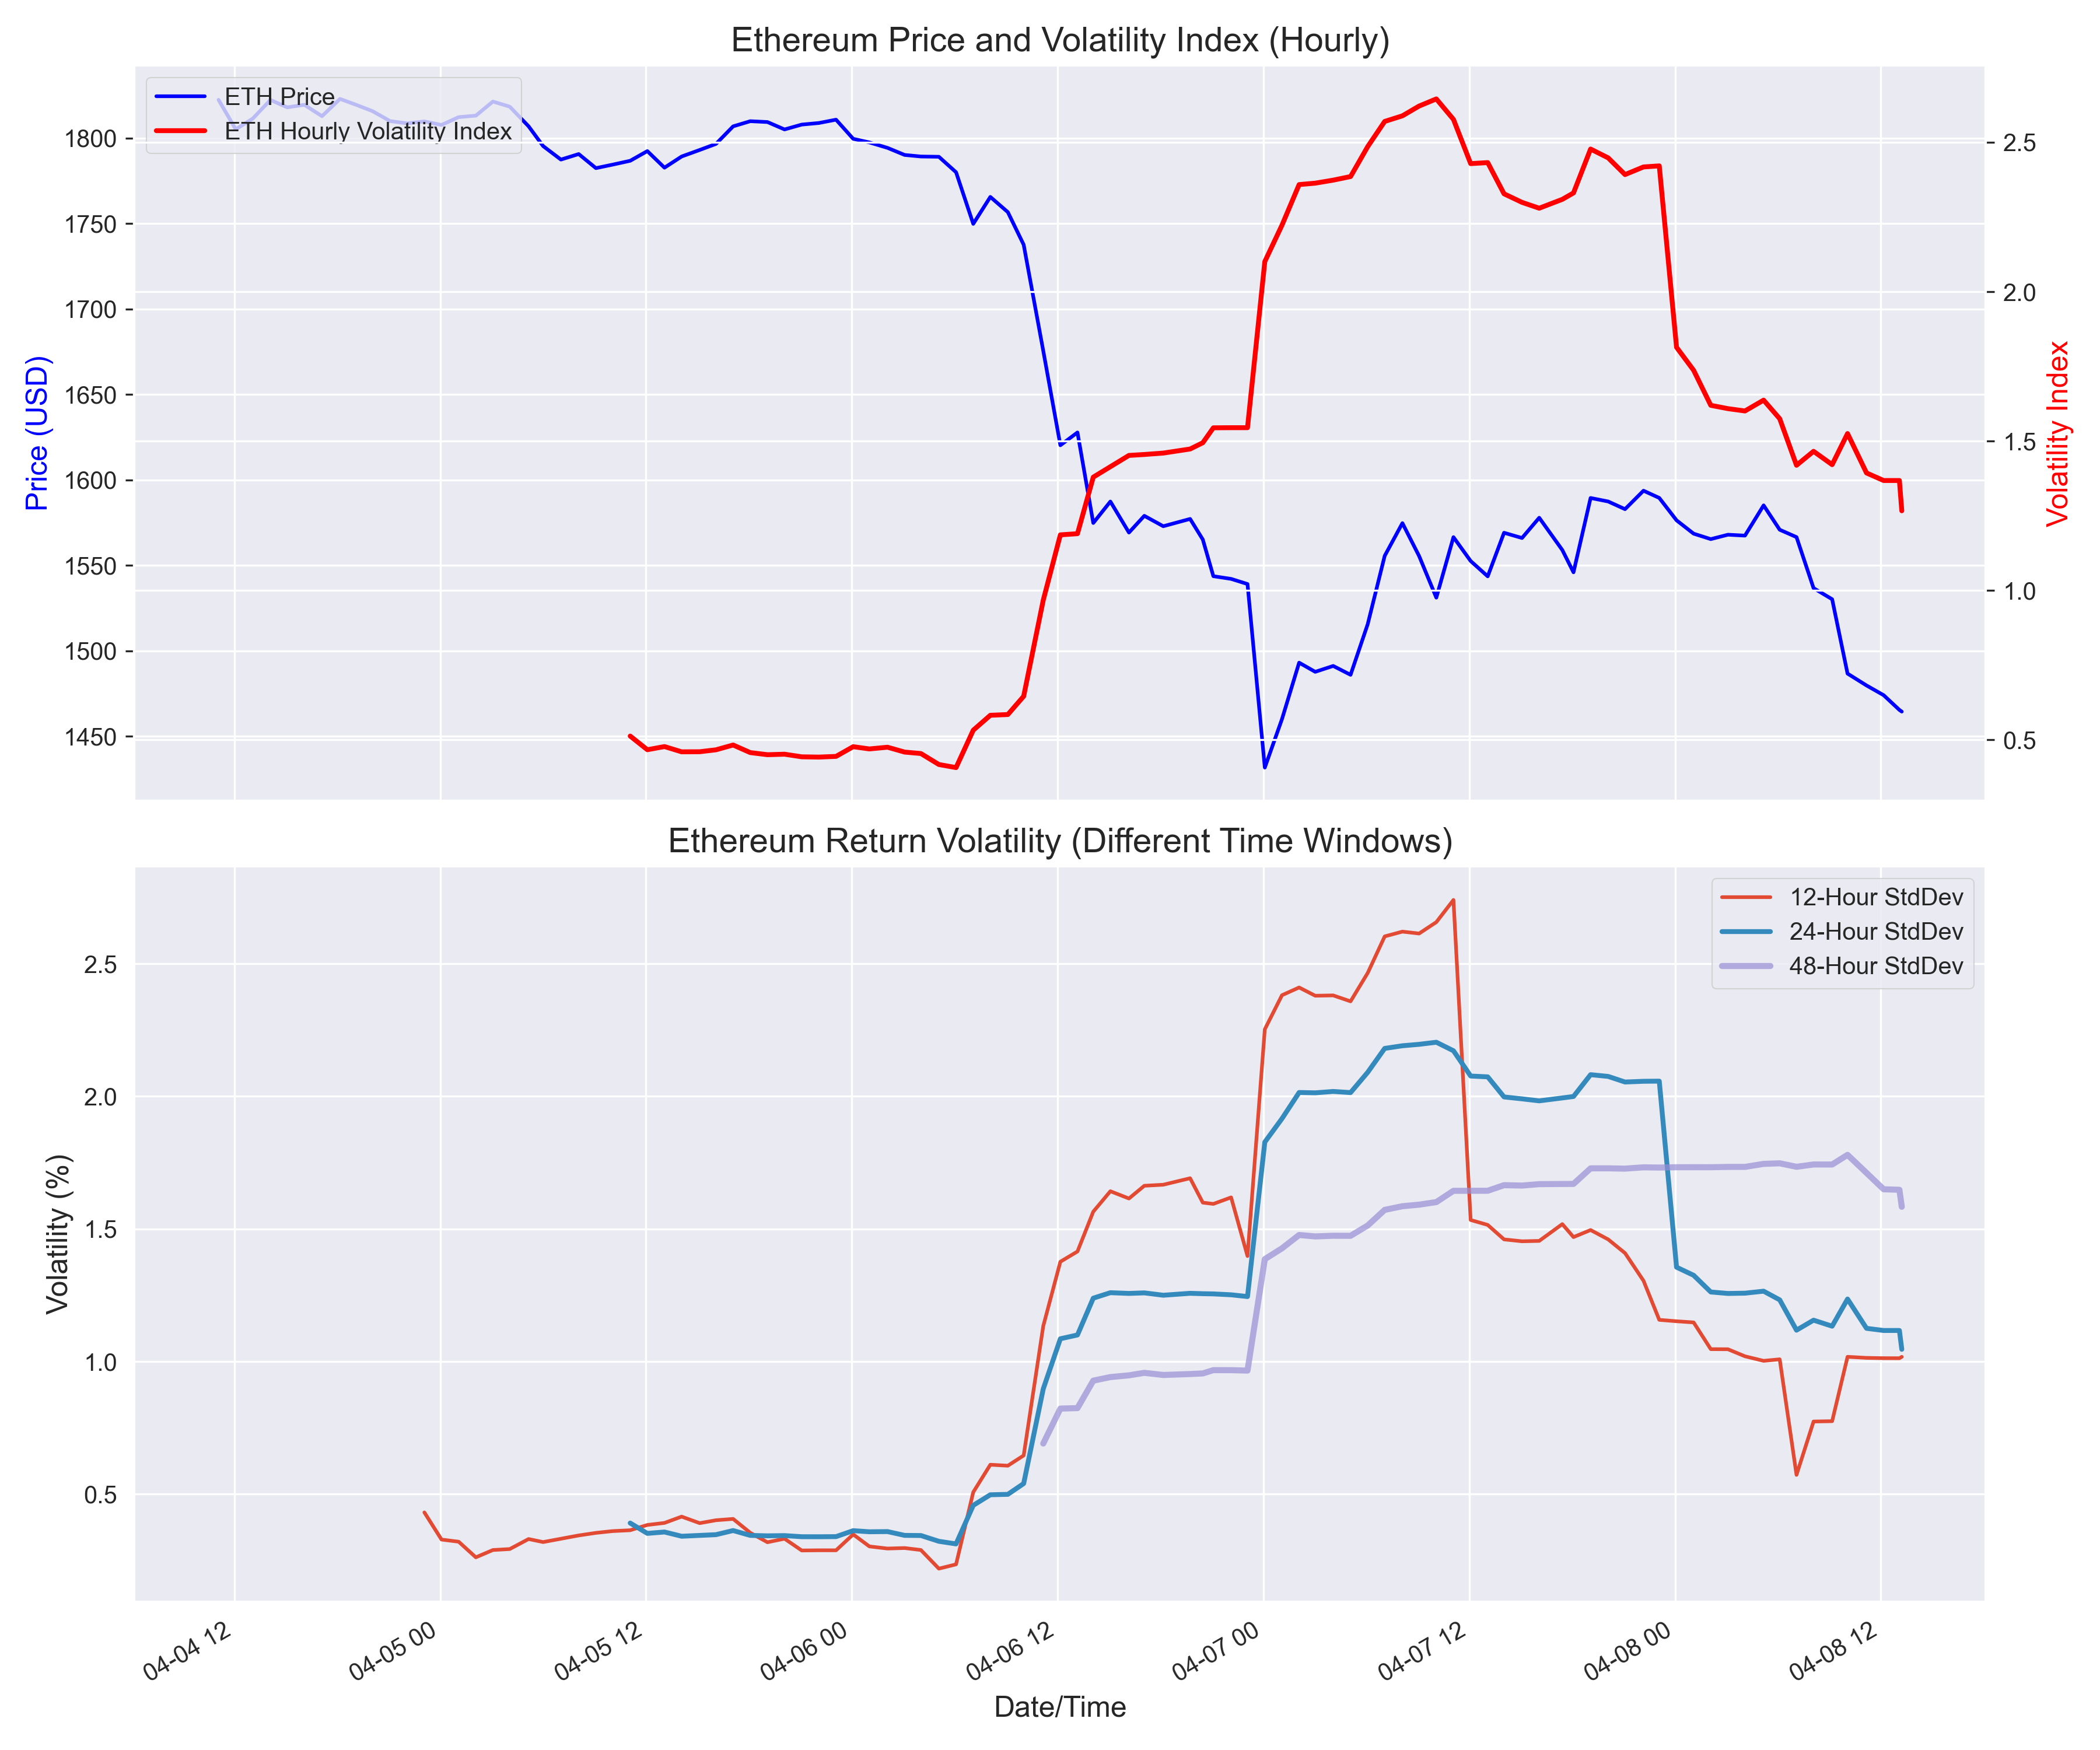 Ethereum Price and Volatility Index (Hourly)
ETH Price
ETH Hourly Volatility Index
Price (USD)
1800
1750
1700
1650
1600
1550
1500
1450
2.5
2.0
1.5
1.0
0.5
Volatility Index
Ethereum Return Volatility (Different Time Windows)
12-Hour StdDev
24-Hour StdDev
48-Hour StdDev
Volatility (%)
2.5
2.0
1.5
1.0
0.5
04-04 12
04-05 00
04-05 12
04-06 00
04-06 12
04-07 00
04-07 12
04-08 00
04-08 12
Date/Time